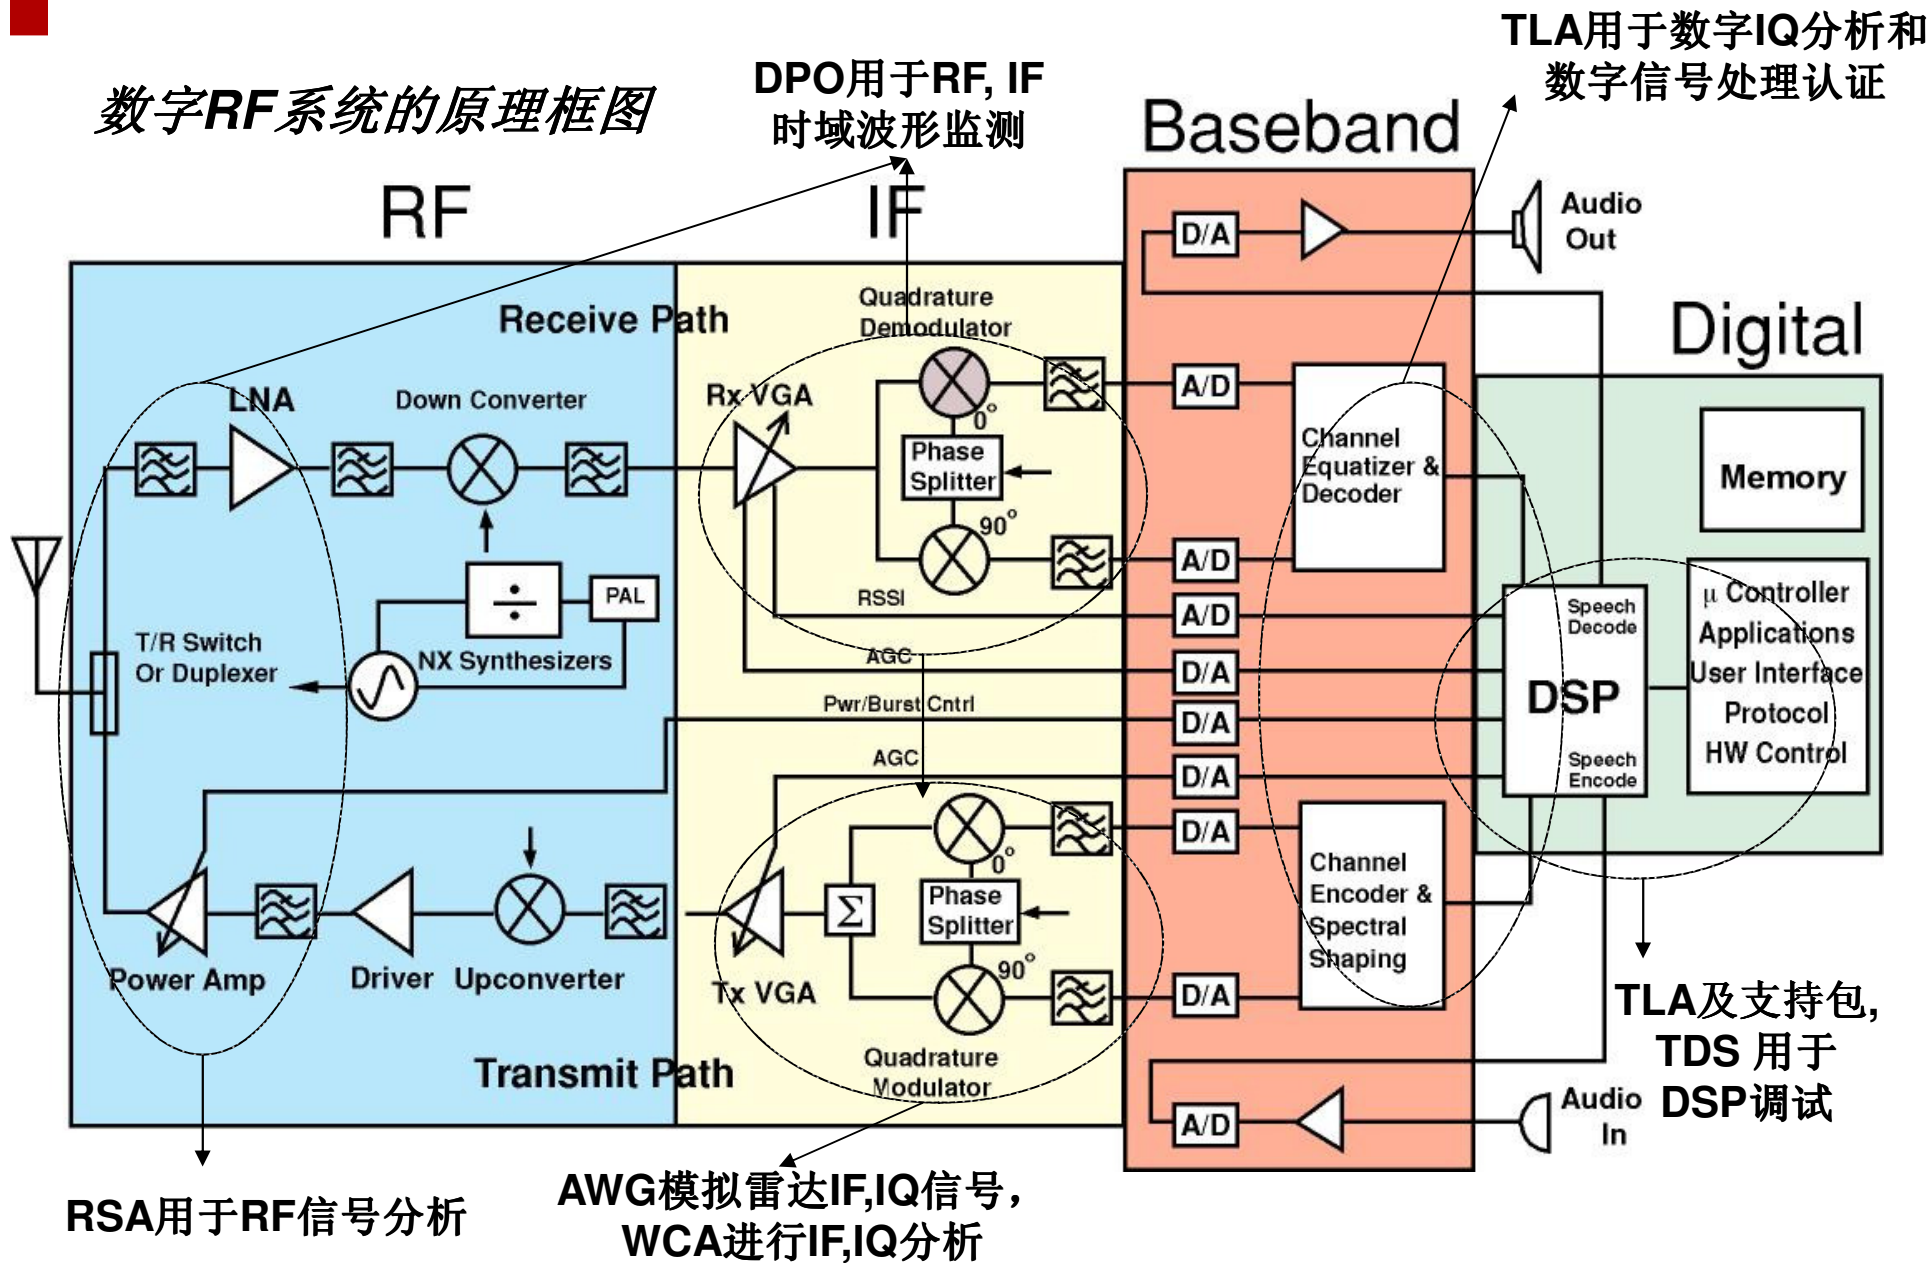 TLA用于数字IQ分析和
数字信号处理认证
DPO用于RF, IF
时域波形监测
数字RF系统的原理框图
Baseband
RF
IF
Audio
Out
D/A
Digital
Quadrature
Demodulator
Receive Path
LNA
Down Converter
Rx VGA
0°
A/D
Phase
Splitter
Channel
Equatizer &
Decoder
Memory
90°
A/D
RSSI
A/D
PAL
÷
NX Synthesizers
T/R Switch
Or Duplexer
AGC
D/A
Pwr/Burst Cntrl
D/A
AGC
D/A
Speech
Decode
DSP
Speech
Encode
μ Controller
Applications
User Interface
Protocol
HW Control
D/A
0°
Phase
Splitter
Σ
90°
Channel
Encoder &
Spectral
Shaping
Power Amp
Driver
Upconverter
Tx VGA
D/A
Quadrature
Modulator
Transmit Path
TLA及支持包,
TDS 用于
DSP调试
A/D
Audio
In
RSA用于RF信号分析
AWG模拟雷达IF,IQ信号，
WCA进行IF,IQ分析